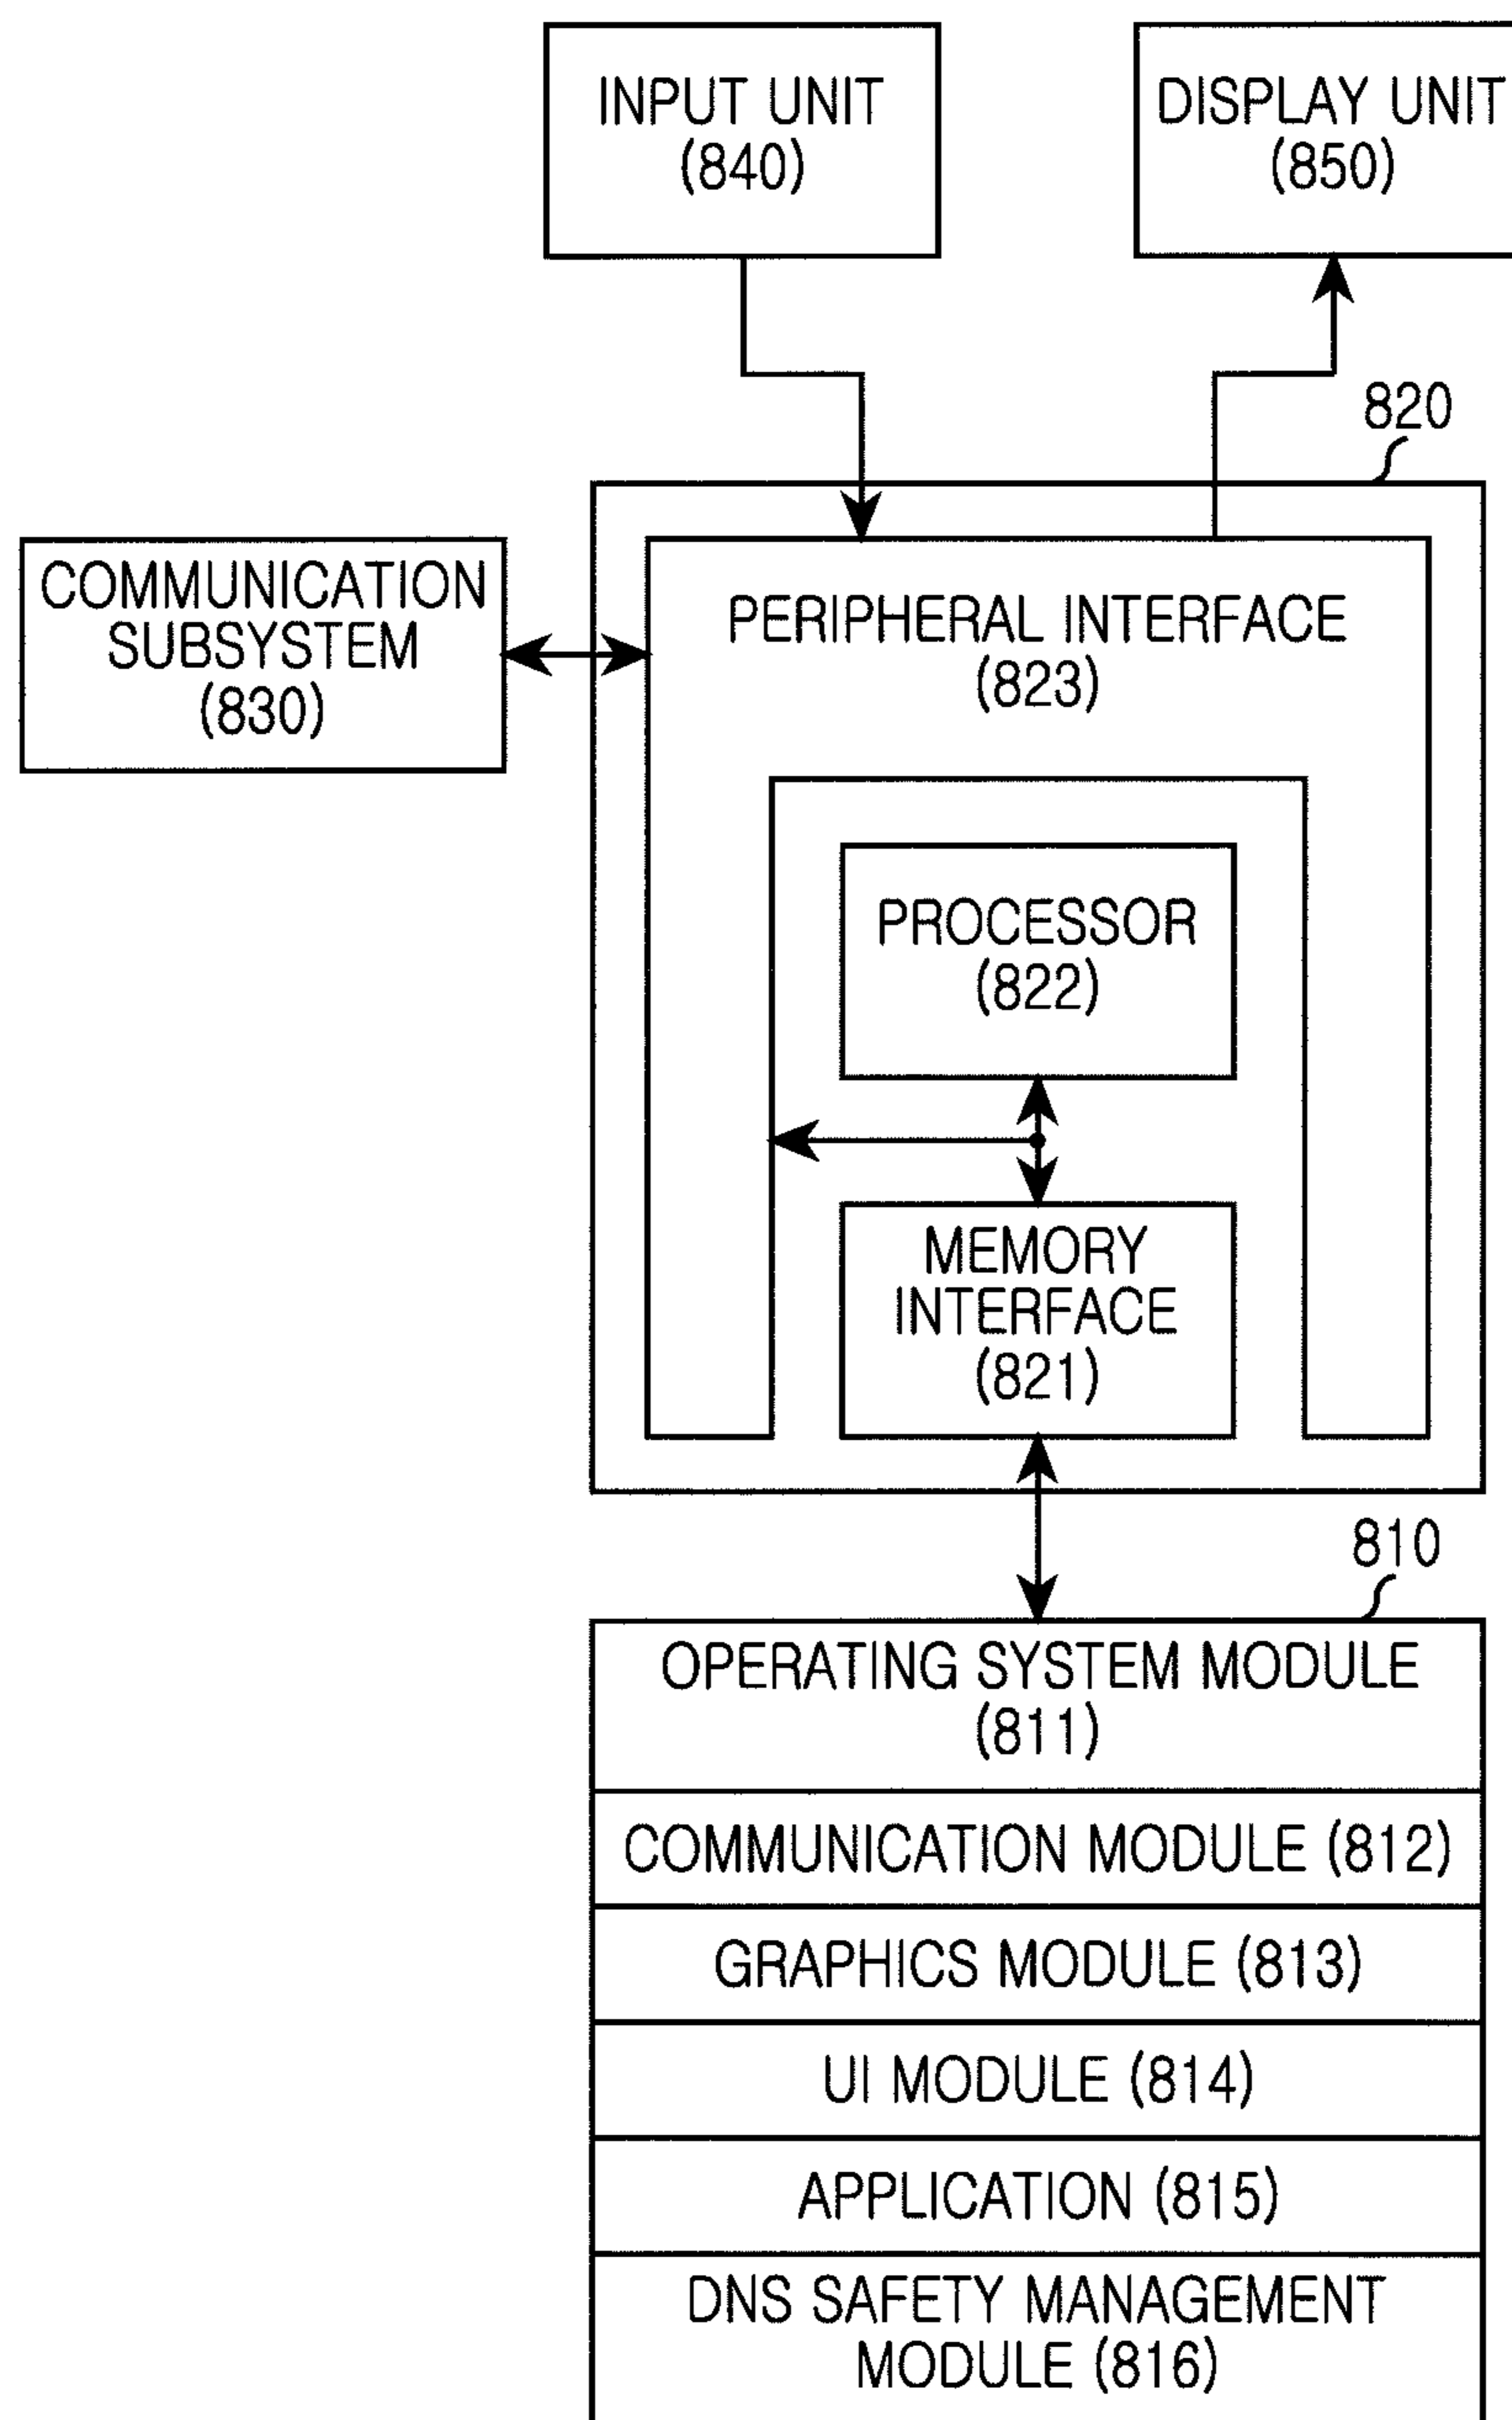 INPUT UNIT
(840)
DISPLAY UNIT
(850)
820
COMMUNICATION
SUBSYSTEM
(830)
PERIPHERAL INTERFACE
(823)
PROCESSOR
(822)
MEMORY
INTERFACE
(821)
810
OPERATING SYSTEM MODULE
(811)
COMMUNICATION MODULE (812)
GRAPHICS MODULE (813)
UI MODULE (814)
APPLICATION (815)
DNS SAFETY MANAGEMENT
MODULE (816)